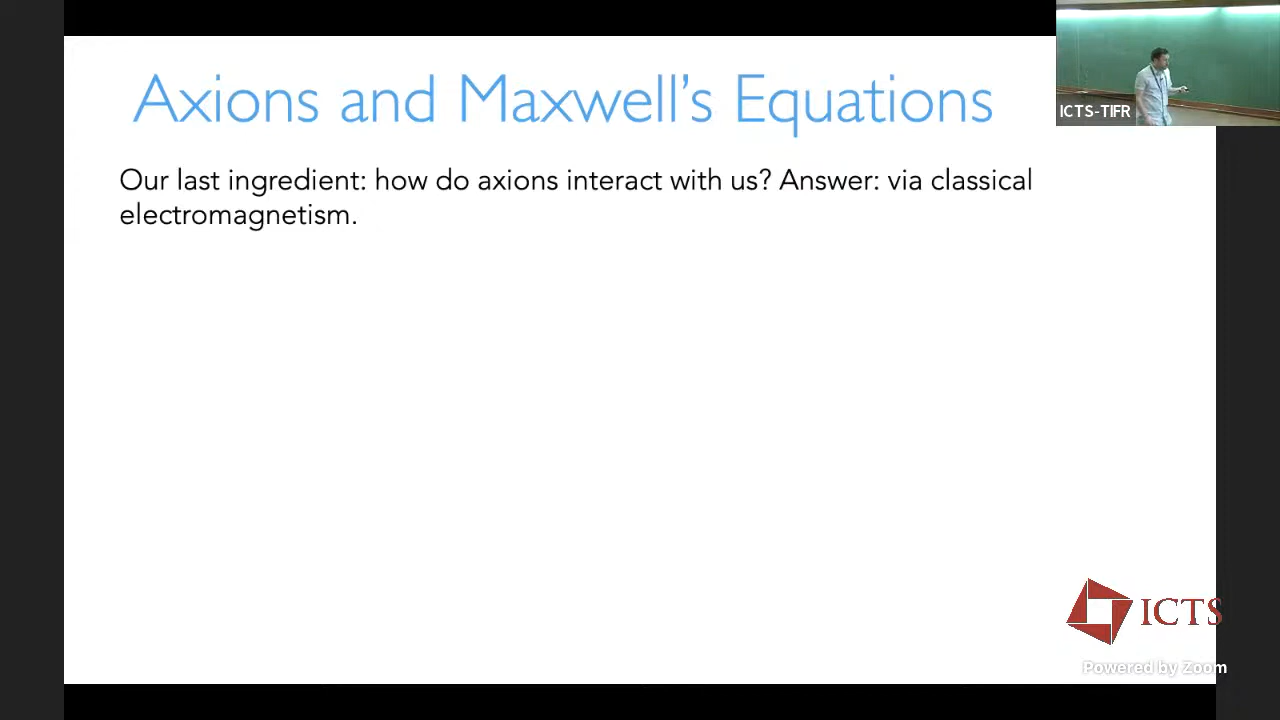 Axions and Maxwell's Equations
ICTS-TIFR
Our last ingredient: how do axions interact with us? Answer: via classical
electromagnetism.
ICTS
Powered by Zoom